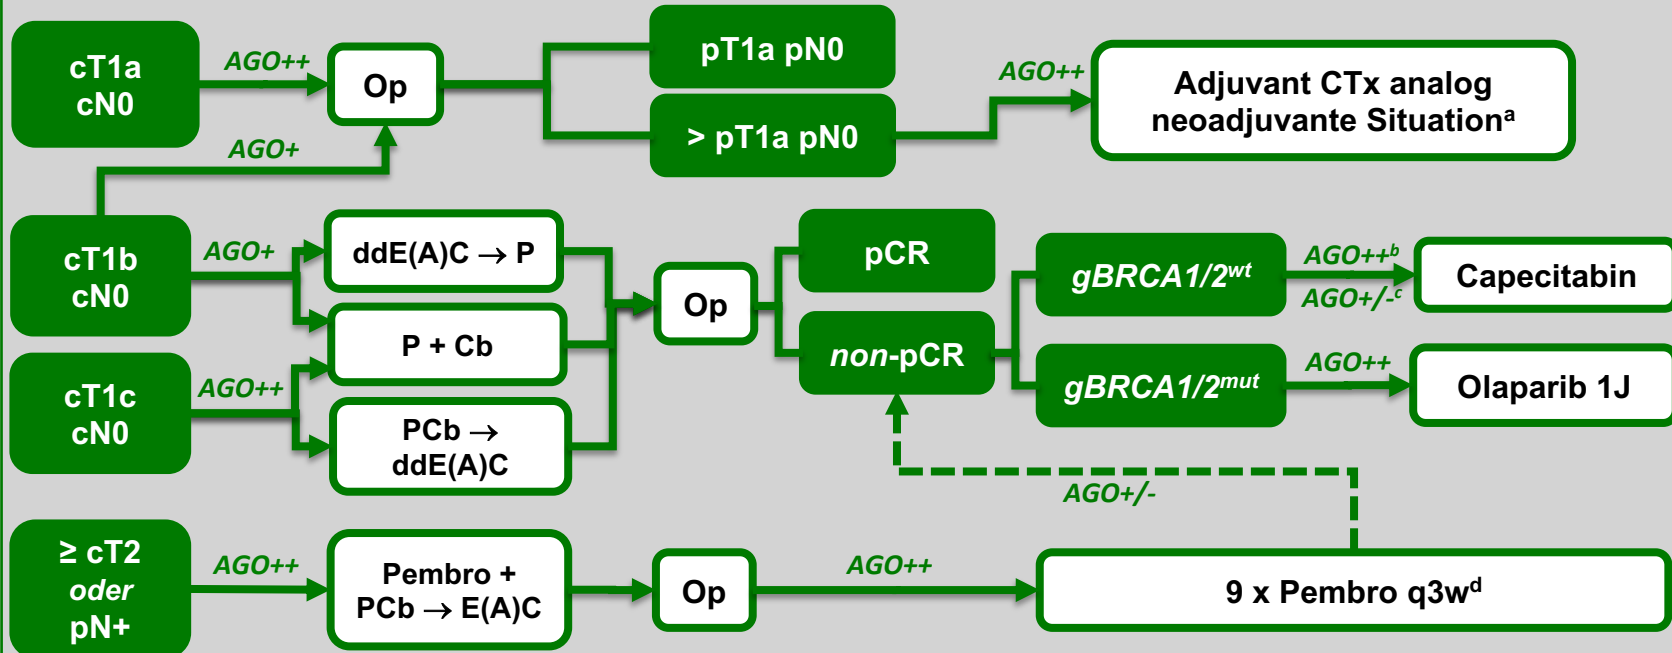 cT1a
cN0
AGO++
Op
pT1a pN0
> pT1a pN0
AGO++
Adjuvant CTx analog
neoadjuvante Situationᵃ
AGO+
cT1b
cN0
AGO+
ddE(A)C → P
P + Cb
cT1c
cN0
AGO++
PCb →
ddE(A)C
Op
pCR
non-pCR
gBRCA1/2ʷᵗ
AGO++ᵇ
AGO+/-ᶜ
Capecitabin
gBRCA1/2ᵐᵘᵗ
AGO++
Olaparib 1J
AGO+/-
≥ cT2
oder
pN+
AGO++
Pembro +
PCb → E(A)C
Op
AGO++
9 x Pembro q3wᵈ